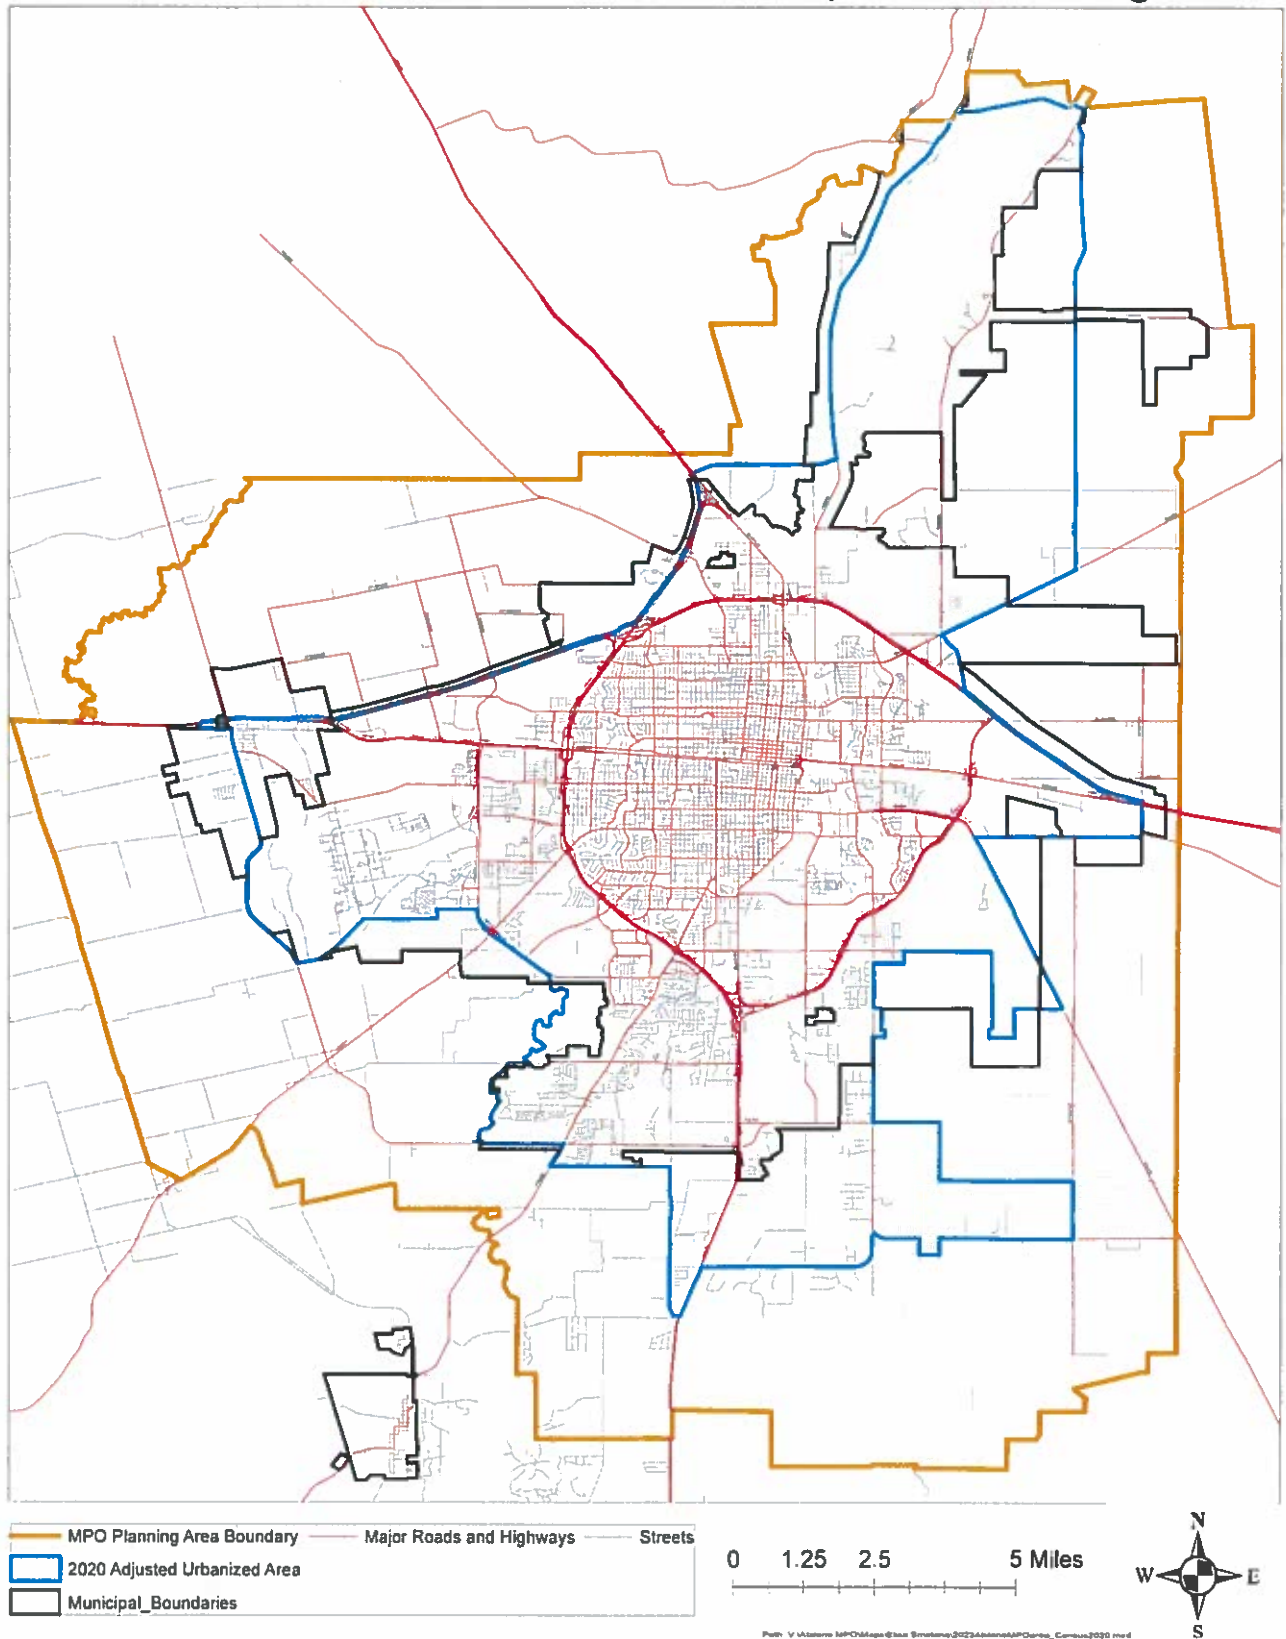 MPO Planning Area Boundary Major Roads and Highways Streets
2020 Adjusted Urbanized Area
Municipal_Boundaries
0 1.25 2.5 5 Miles
N
W E
S